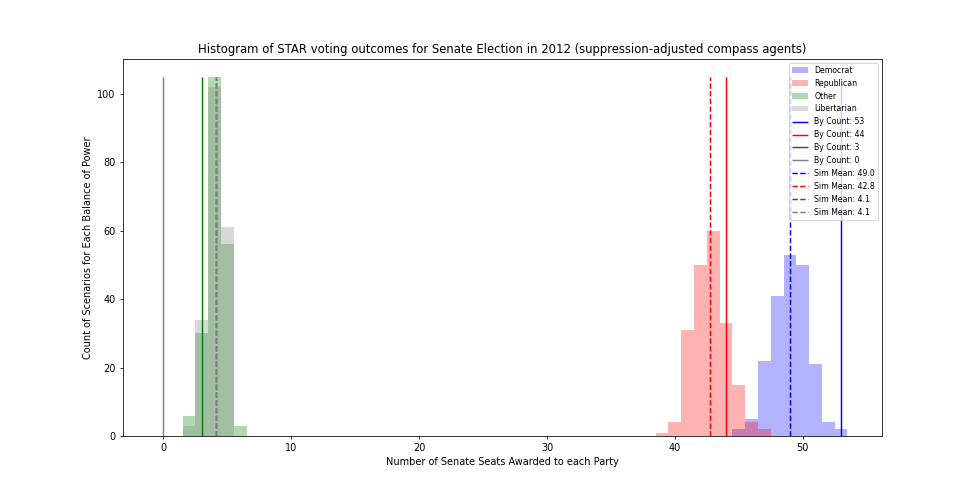 Histogram of STAR voting outcomes for Senate Election in 2012 (suppression-adjusted compass agents)
Count of Scenarios for Each Balance of Power
100
80
60
40
20
0
0
10
20
30
40
50
Number of Senate Seats Awarded to each Party
Democrat
Republican
Other
Libertarian
By Count: 53
By Count: 44
By Count: 3
By Count: 0
Sim Mean: 49.0
Sim Mean: 42.8
Sim Mean: 4.1
Sim Mean: 4.1